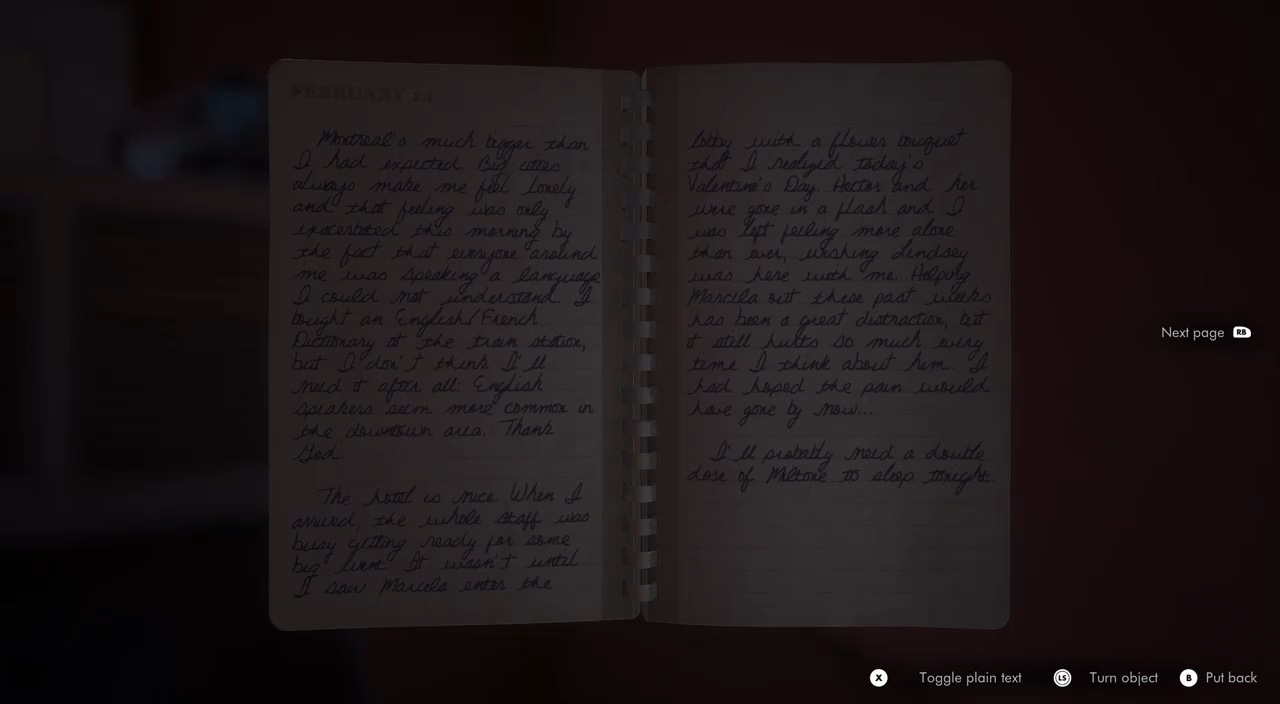 FEBRUARY 14
Montreal's much bigger than
I had expected. Big cities
always make me feel lonely
and that feeling was only
exacerbated this morning by
the fact that everyone around
me was speaking a language
I could not understand. I
bought an English/French
Dictionary at the train station,
but I don't think I'll
need it after all: English
speakers seem more common in
the downtown area. Thank
God.
The hotel is nice. When I
arrived, the whole staff was
busy getting ready for some
big event. It wasn't until
I saw Marcela enter the
lobby with a flower bouquet
that I realized today's
Valentine's Day. Hector and her
were gone in a flash and I
was left feeling more alone
than ever, wishing Lindsey
was here with me. Helping
Marcela out these past weeks
has been a great distraction, but
it still hurts so much every
time I think about him. I
had hoped the pain would
have gone by now...
I'll probably need a double
dose of Miltone to sleep tonight.
Next page RB
X Toggle plain text LS Turn object B Put back